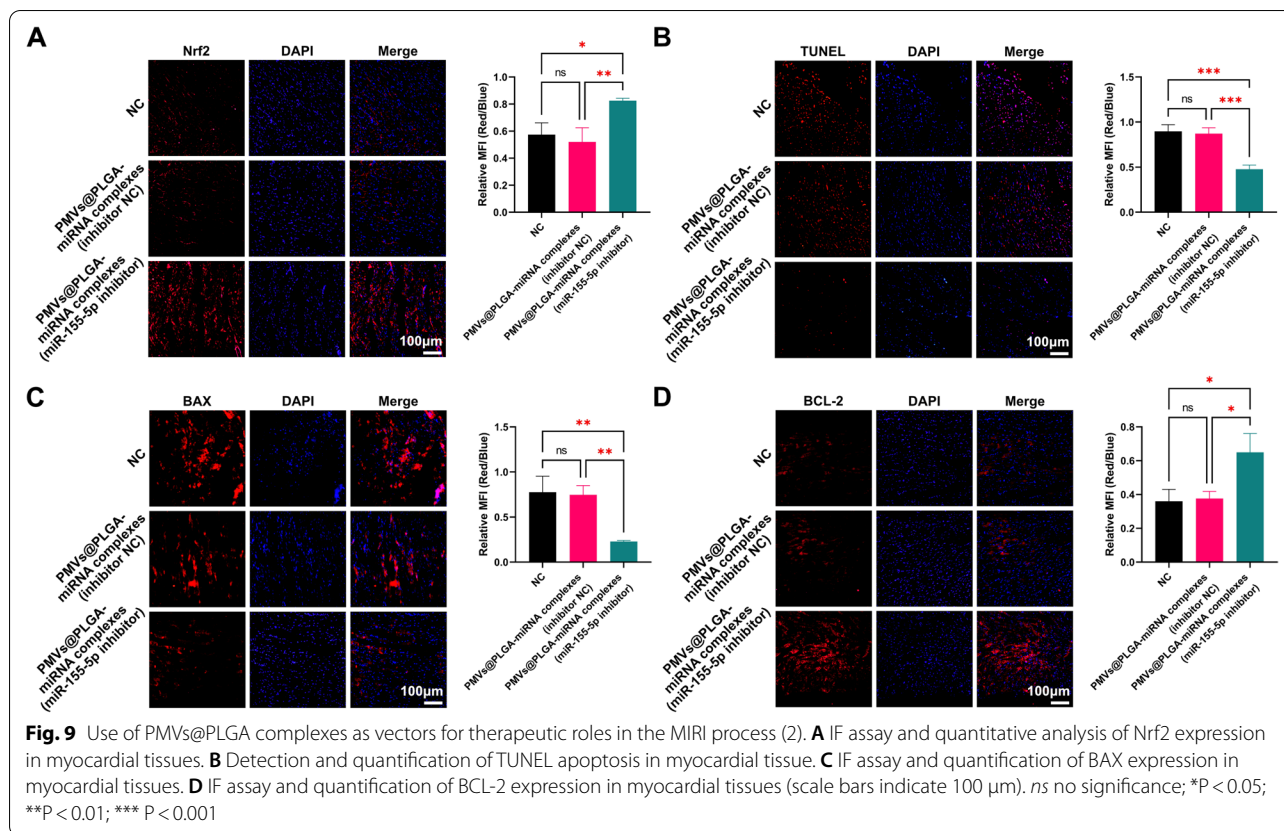 A
Nrf2 DAPI Merge
NC
PMVs@PLGA-
miRNA complexes
(inhibitor NC)
PMVs@PLGA-
miRNA complexes
(miR-155-5p inhibitor)
100μm
Relative MFI (Red/Blue)
1.0
0.8
0.6
0.4
0.2
0.0
*
ns **
NC
PMVs@PLGA-miRNA complexes
(inhibitor NC)
PMVs@PLGA-miRNA complexes
(miR-155-5p inhibitor)
B
TUNEL DAPI Merge
NC
PMVs@PLGA-
miRNA complexes
(inhibitor NC)
PMVs@PLGA-
miRNA complexes
(miR-155-5p inhibitor)
100μm
Relative MFI (Red/Blue)
1.5
1.0
0.5
0.0
***
ns ***
NC
PMVs@PLGA-miRNA complexes
(inhibitor NC)
PMVs@PLGA-miRNA complexes
(miR-155-5p inhibitor)
C
BAX DAPI Merge
NC
PMVs@PLGA-
miRNA complexes
(inhibitor NC)
PMVs@PLGA-
miRNA complexes
(miR-155-5p inhibitor)
100μm
Relative MFI (Red/Blue)
1.5
1.0
0.5
0.0
**
ns **
NC
PMVs@PLGA-miRNA complexes
(inhibitor NC)
PMVs@PLGA-miRNA complexes
(miR-155-5p inhibitor)
D
BCL-2 DAPI Merge
NC
PMVs@PLGA-
miRNA complexes
(inhibitor NC)
PMVs@PLGA-
miRNA complexes
(miR-155-5p inhibitor)
100μm
Relative MFI (Red/Blue)
0.8
0.6
0.4
0.2
0.0
*
ns *
NC
PMVs@PLGA-miRNA complexes
(inhibitor NC)
PMVs@PLGA-miRNA complexes
(miR-155-5p inhibitor)
Fig. 9 Use of PMVs@PLGA complexes as vectors for therapeutic roles in the MIRI process (2). A IF assay and quantitative analysis of Nrf2 expression
in myocardial tissues. B Detection and quantification of TUNEL apoptosis in myocardial tissue. C IF assay and quantification of BAX expression in
myocardial tissues. D IF assay and quantification of BCL-2 expression in myocardial tissues (scale bars indicate 100 μm). ns no significance; *P < 0.05;
**P < 0.01; *** P < 0.001